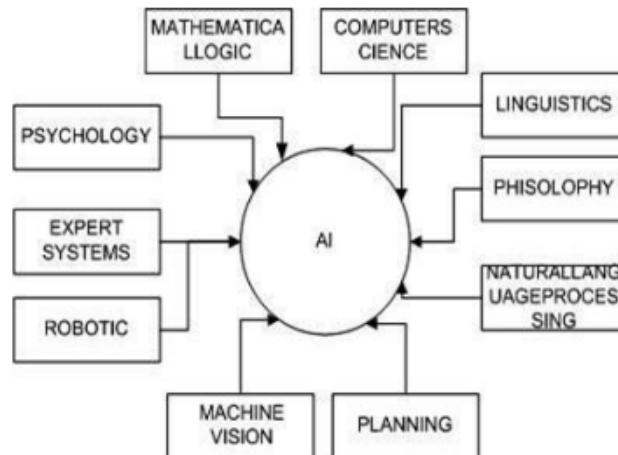 MATHEMATICA
LLOGIC
COMPUTERS
CIENCE
PSYCHOLOGY
LINGUISTICS
EXPERT
SYSTEMS
AI
PHISOLOPHY
ROBOTIC
NATURALLANG
UAGEPROCES
SING
MACHINE
VISION
PLANNING